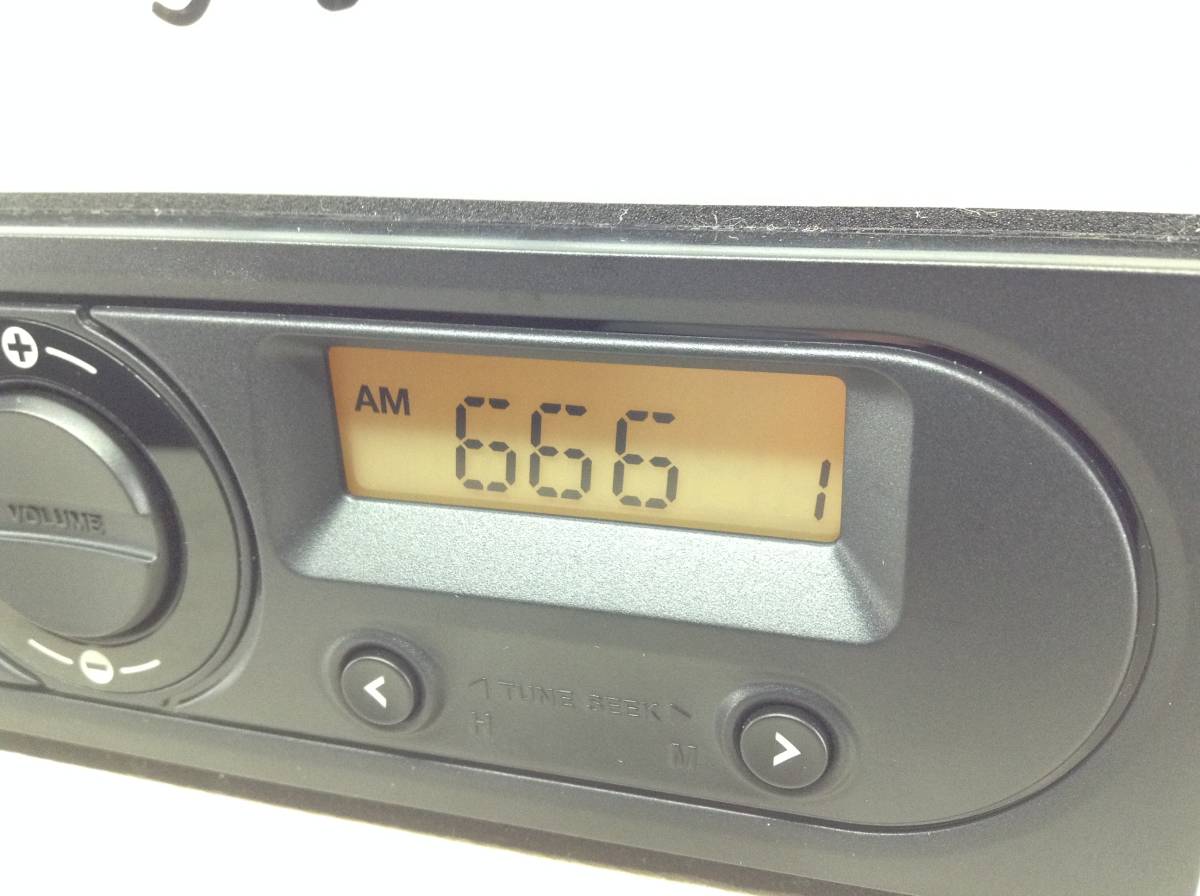 AM 666 1
VOLUME
TUNE SEEK
H M